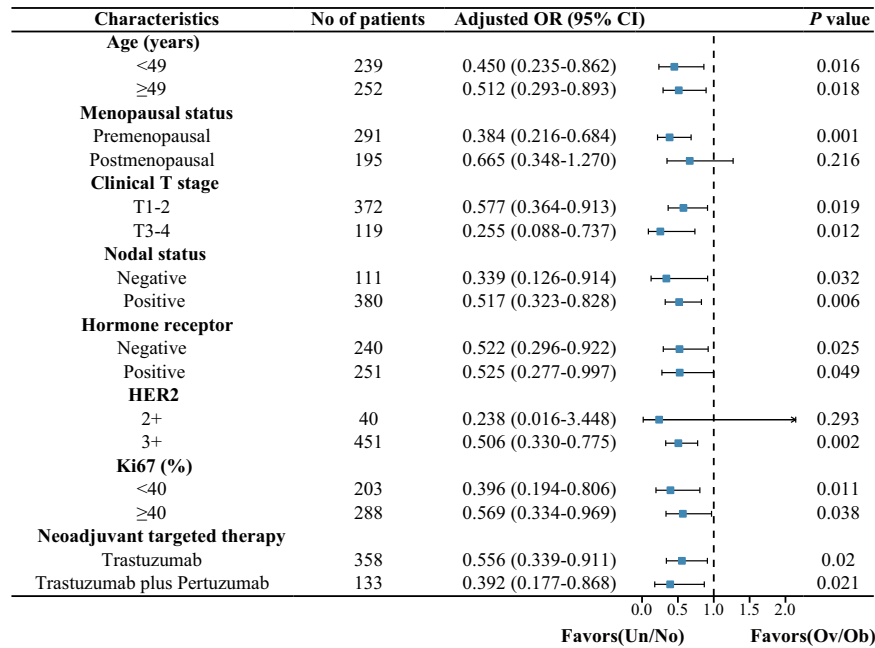 Characteristics No of patients Adjusted OR (95% CI) P value
Age (years)
<49 239 0.450 (0.235-0.862) 0.016
≥49 252 0.512 (0.293-0.893) 0.018
Menopausal status
Premenopausal 291 0.384 (0.216-0.684) 0.001
Postmenopausal 195 0.665 (0.348-1.270) 0.216
Clinical T stage
T1-2 372 0.577 (0.364-0.913) 0.019
T3-4 119 0.255 (0.088-0.737) 0.012
Nodal status
Negative 111 0.339 (0.126-0.914) 0.032
Positive 380 0.517 (0.323-0.828) 0.006
Hormone receptor
Negative 240 0.522 (0.296-0.922) 0.025
Positive 251 0.525 (0.277-0.997) 0.049
HER2
2+ 40 0.238 (0.016-3.448) 0.293
3+ 451 0.506 (0.330-0.775) 0.002
Ki67 (%)
<40 203 0.396 (0.194-0.806) 0.011
≥40 288 0.569 (0.334-0.969) 0.038
Neoadjuvant targeted therapy
Trastuzumab 358 0.556 (0.339-0.911) 0.02
Trastuzumab plus Pertuzumab 133 0.392 (0.177-0.868) 0.021
0.0 0.5 1.0 1.5 2.0
Favors(Un/No) Favors(Ov/Ob)